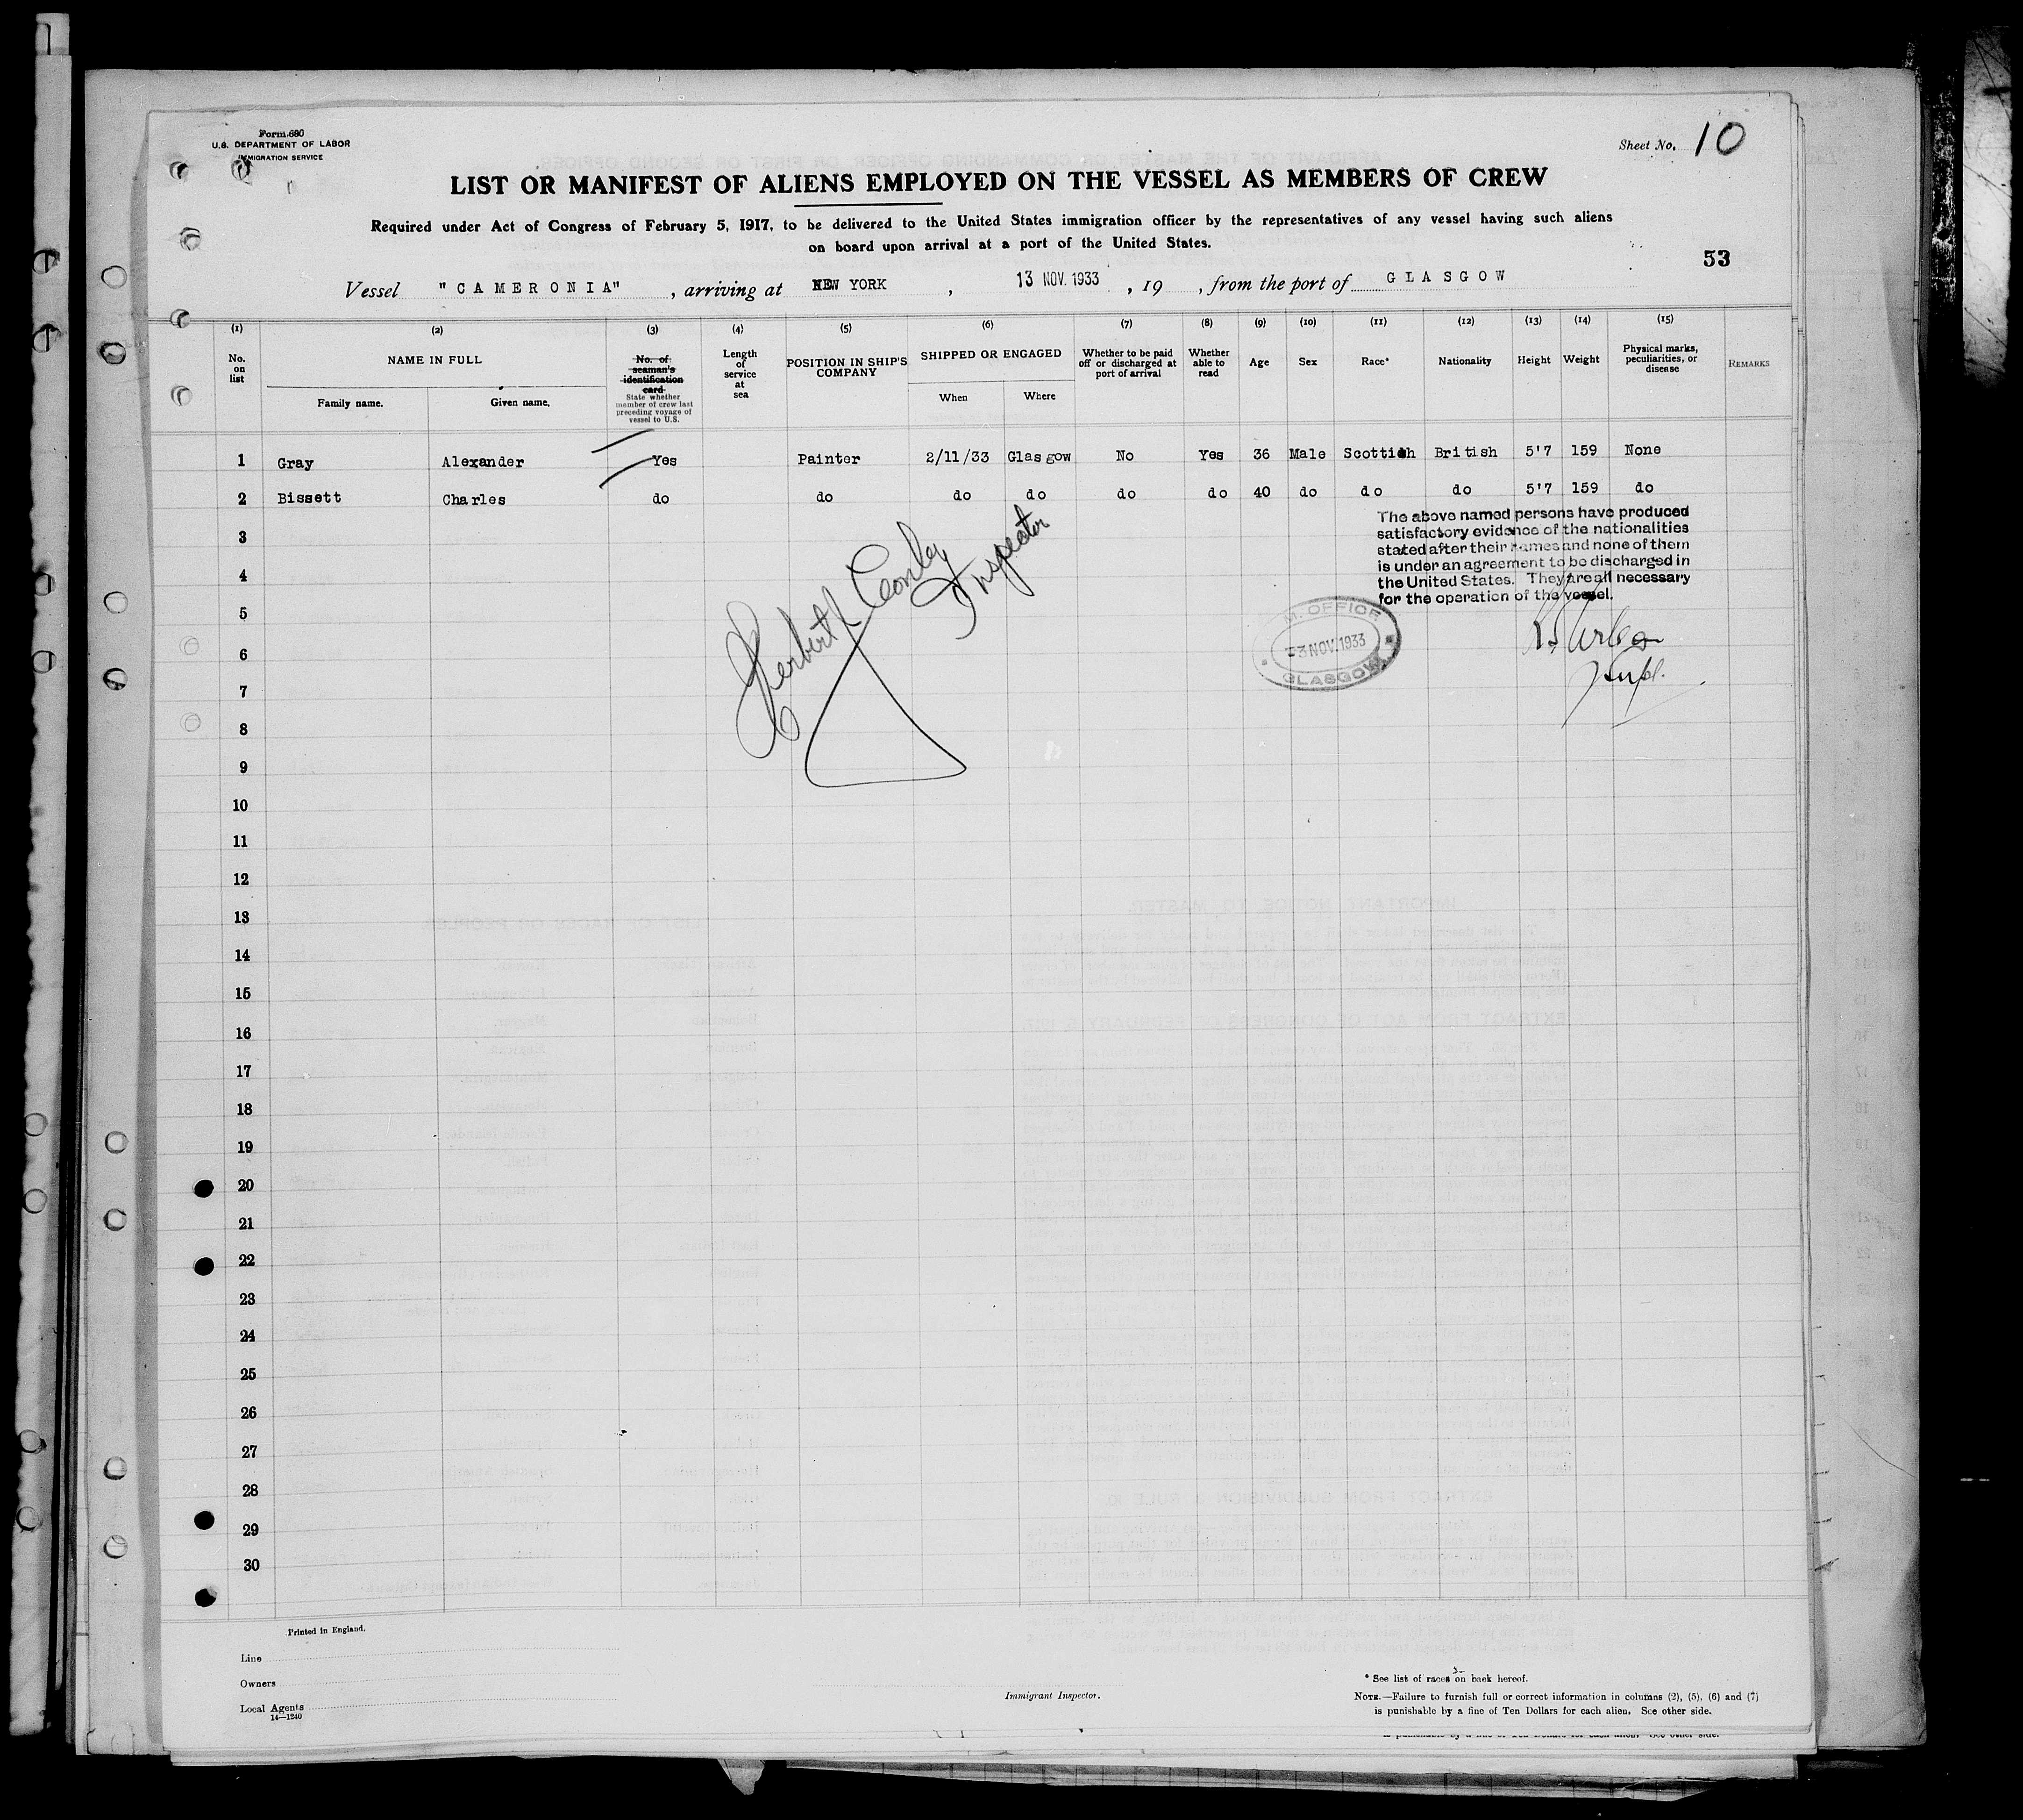 Form 680
U.S. DEPARTMENT OF LABOR
IMMIGRATION SERVICE
Sheet No. 10
LIST OR MANIFEST OF ALIENS EMPLOYED ON THE VESSEL AS MEMBERS OF CREW
Required under Act of Congress of February 5, 1917, to be delivered to the United States immigration officer by the representatives of any vessel having such aliens
on board upon arrival at a port of the United States.
53
Vessel "CAMERONIA" , arriving at NEW YORK , 13 NOV. 1933 , 19 , from the port of GLASGOW
(1) (2) (3) (4) (5) (6) (7) (8) (9) (10) (11) (12) (13) (14) (15)
No. on list
NAME IN FULL
Family name. Given name.
No. of seaman's identification card
State whether member of crew last preceding voyage of vessel to U.S.
Length of service at sea
POSITION IN SHIP'S COMPANY
SHIPPED OR ENGAGED
When Where
Whether to be paid off or discharged at port of arrival
Whether able to read
Age
Sex
Race*
Nationality
Height
Weight
Physical marks, peculiarities, or disease
REMARKS
1 Gray Alexander Yes Painter 2/11/33 Glasgow No Yes 36 Male Scottish British 5'7 159 None
2 Bissett Charles do do do do do do 40 do do do 5'7 159 do
The above named persons have produced
satisfactory evidence of the nationalities
stated after their names and none of them
is under an agreement to be discharged in
the United States. They are all necessary
for the operation of the vessel.
M. OFFICE
3 NOV. 1933
GLASGOW
Inspector
3
4
5
6
7
8
9
10
11
12
13
14
15
16
17
18
19
20
21
22
23
24
25
26
27
28
29
30
Printed in England.
Line
Owners
Local Agents
14—1240
Immigrant Inspector.
* See list of races on back hereof.
NOTE.—Failure to furnish full or correct information in columns (2), (5), (6) and (7)
is punishable by a fine of Ten Dollars for each alien. See other side.